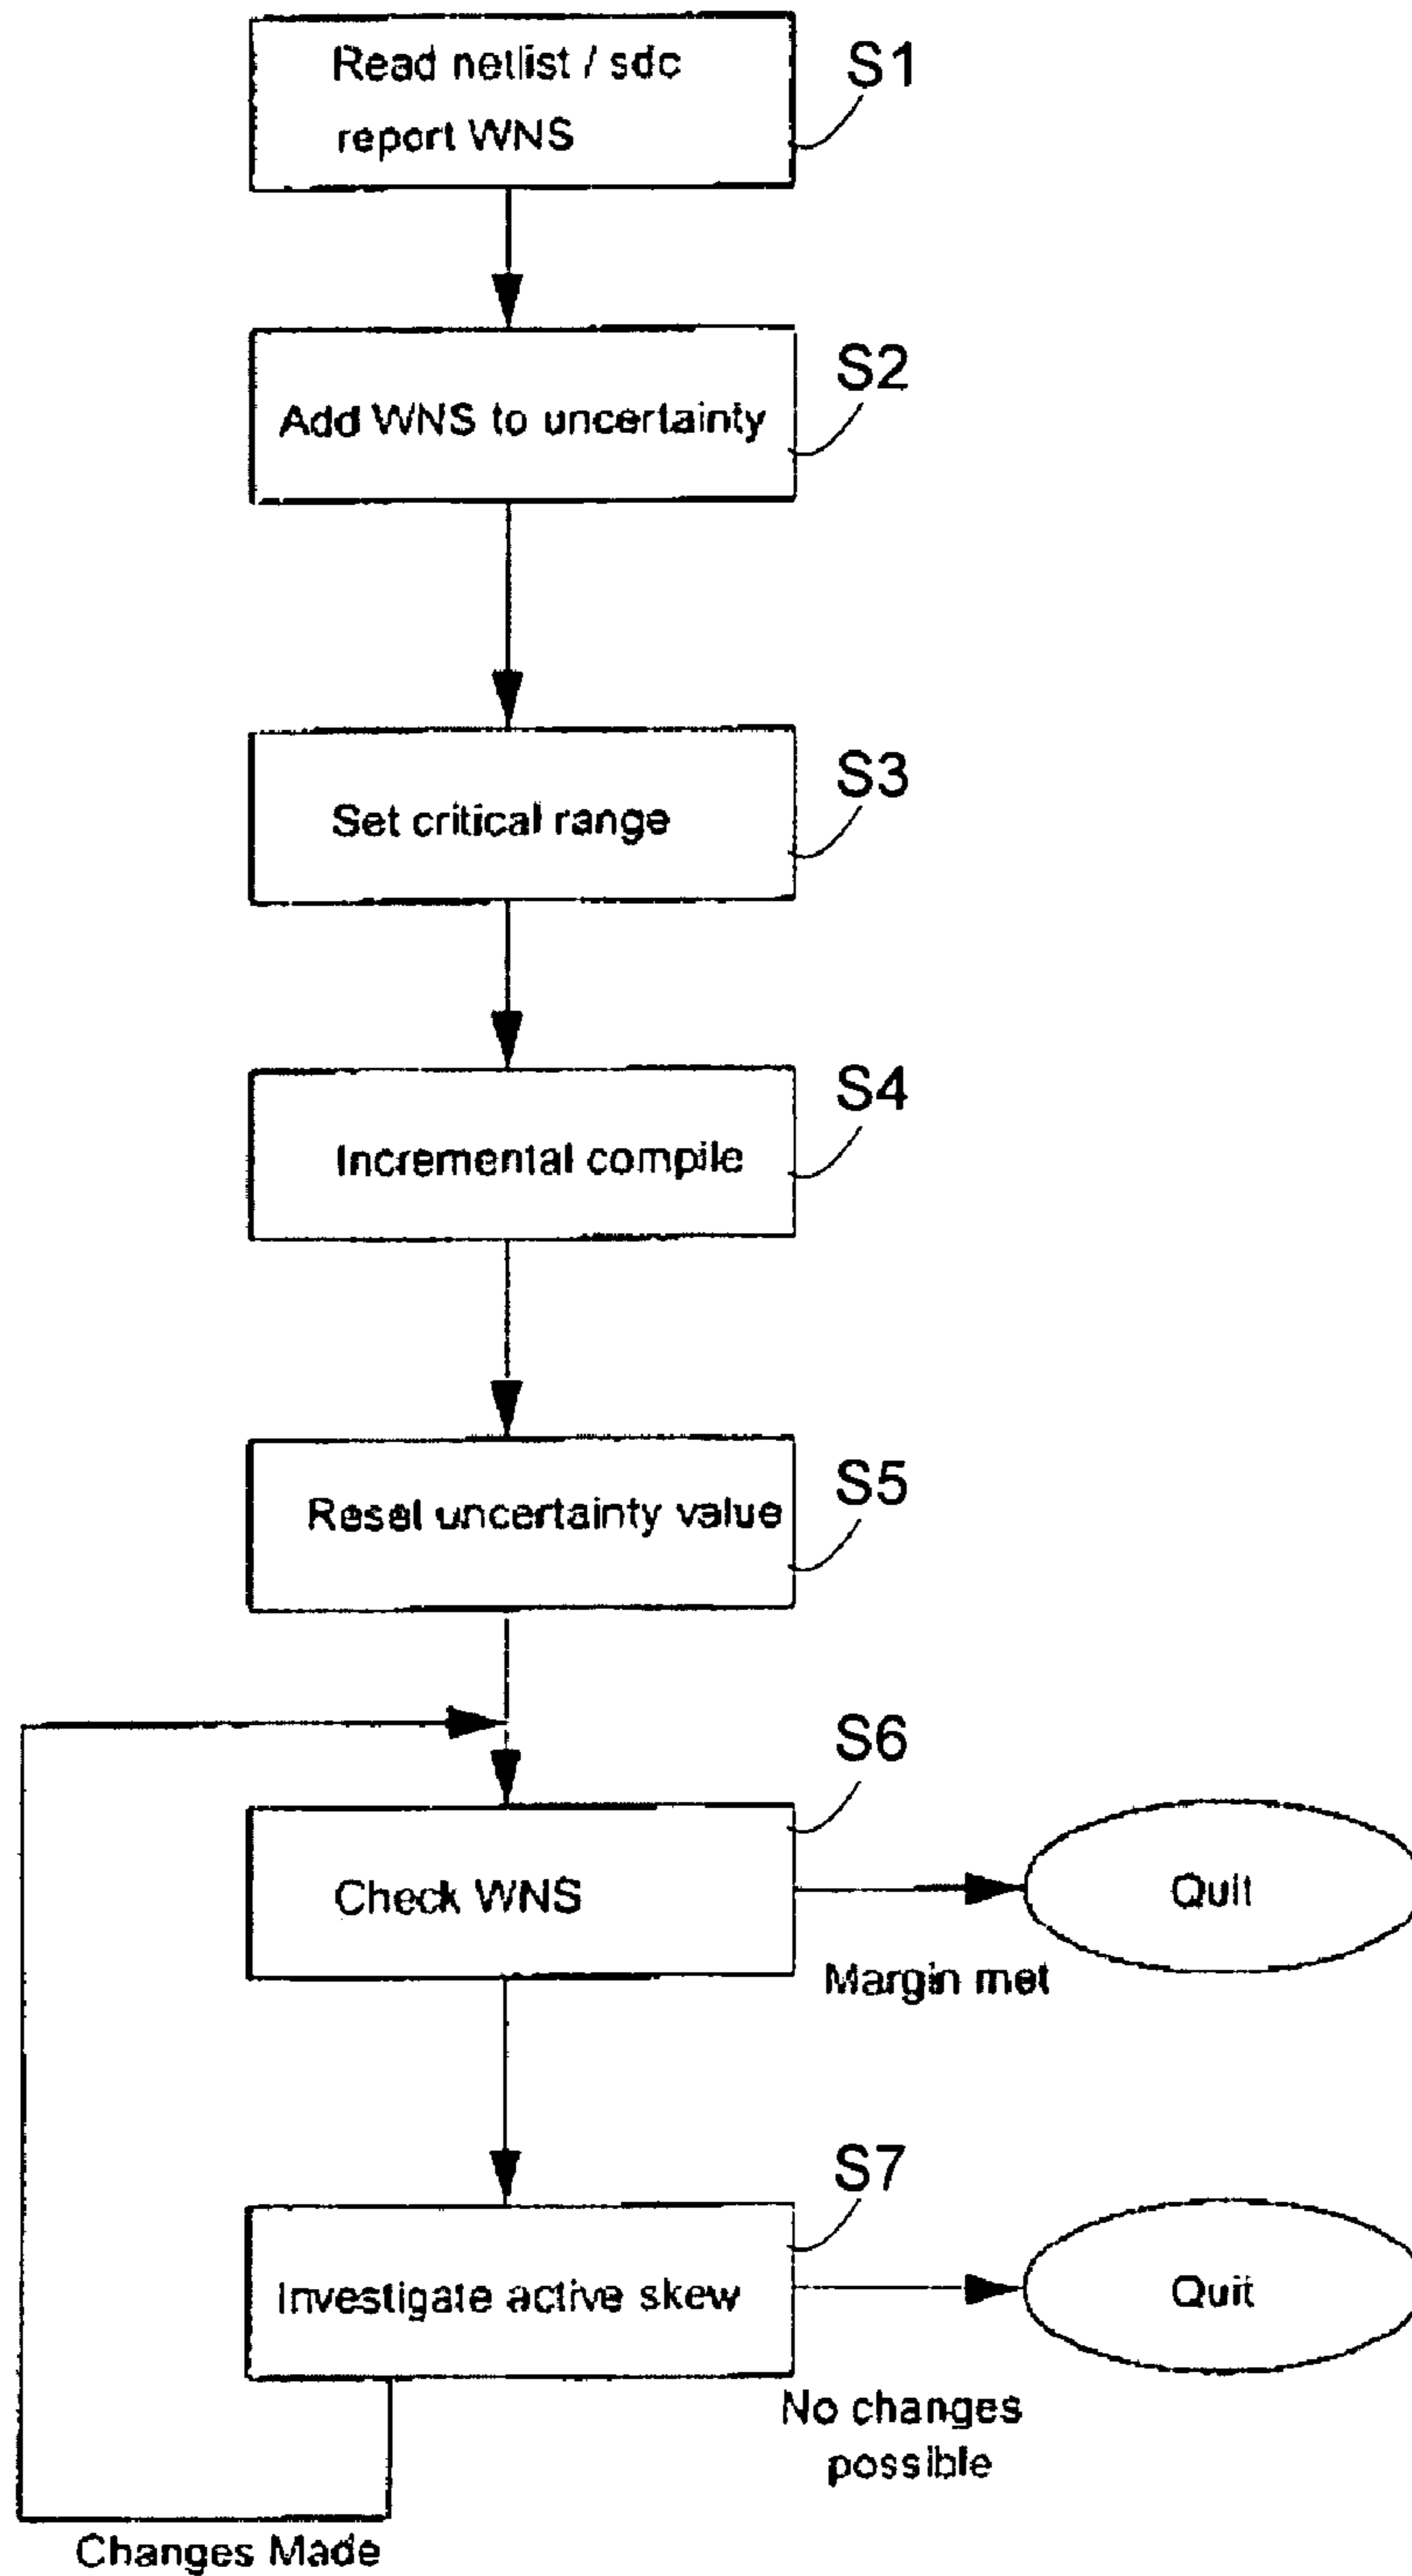 Read netlist / sdc
report WNS
S1
Add WNS to uncertainty
S2
Set critical range
S3
Incremental compile
S4
Reset uncertainty value
S5
Check WNS
S6
Quit
Margin met
Investigate active skew
S7
Quit
No changes
possible
Changes Made